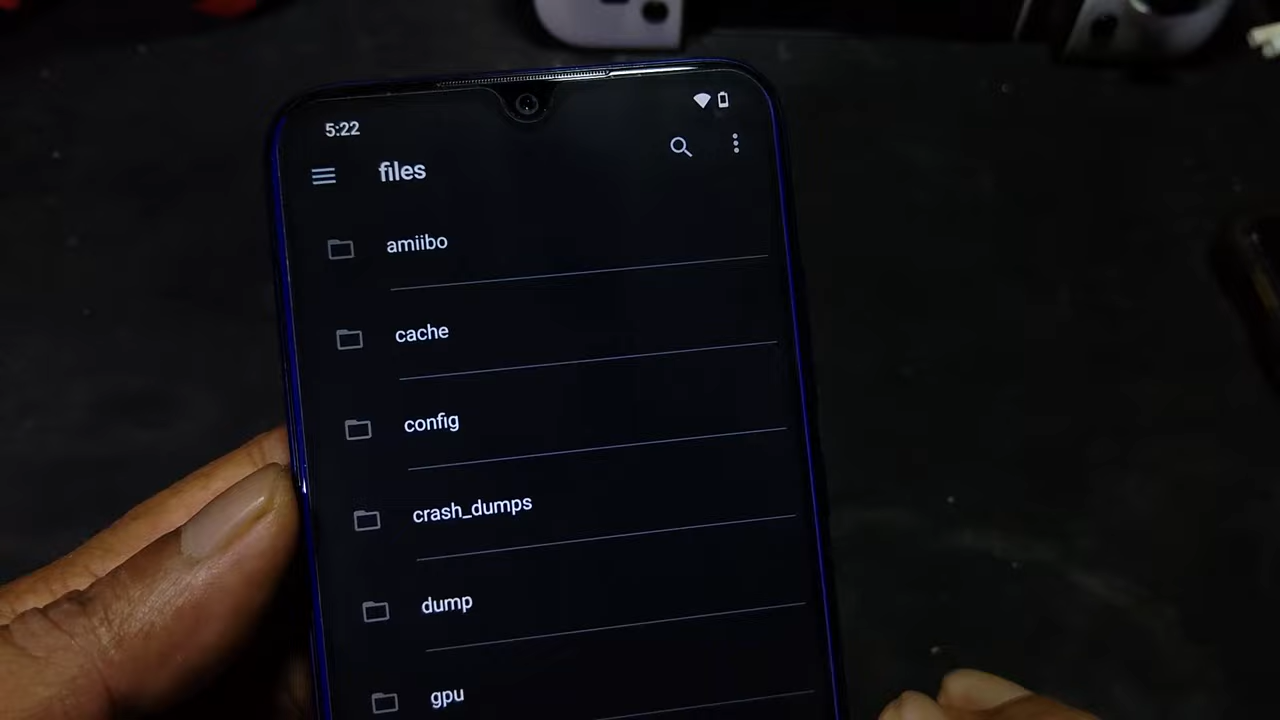 5:22
files
amiibo
cache
config
crash_dumps
dump
gpu